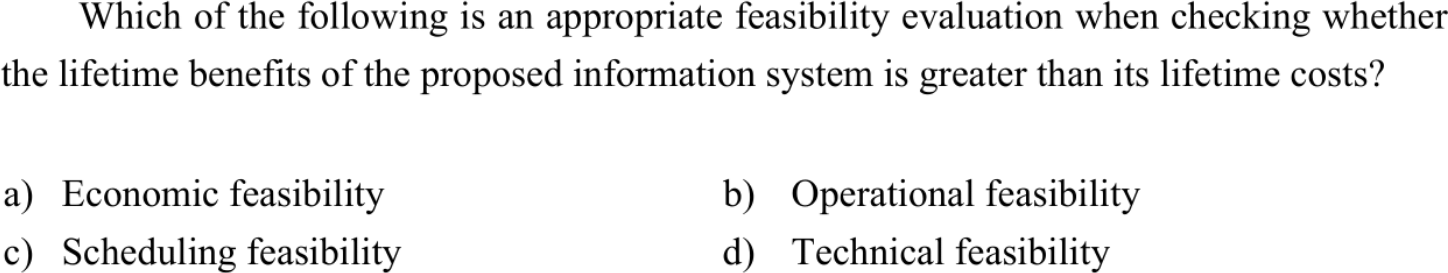 Which of the following is an appropriate feasibility evaluation when checking whether
the lifetime benefits of the proposed information system is greater than its lifetime costs?
a) Economic feasibility b) Operational feasibility
c) Scheduling feasibility d) Technical feasibility